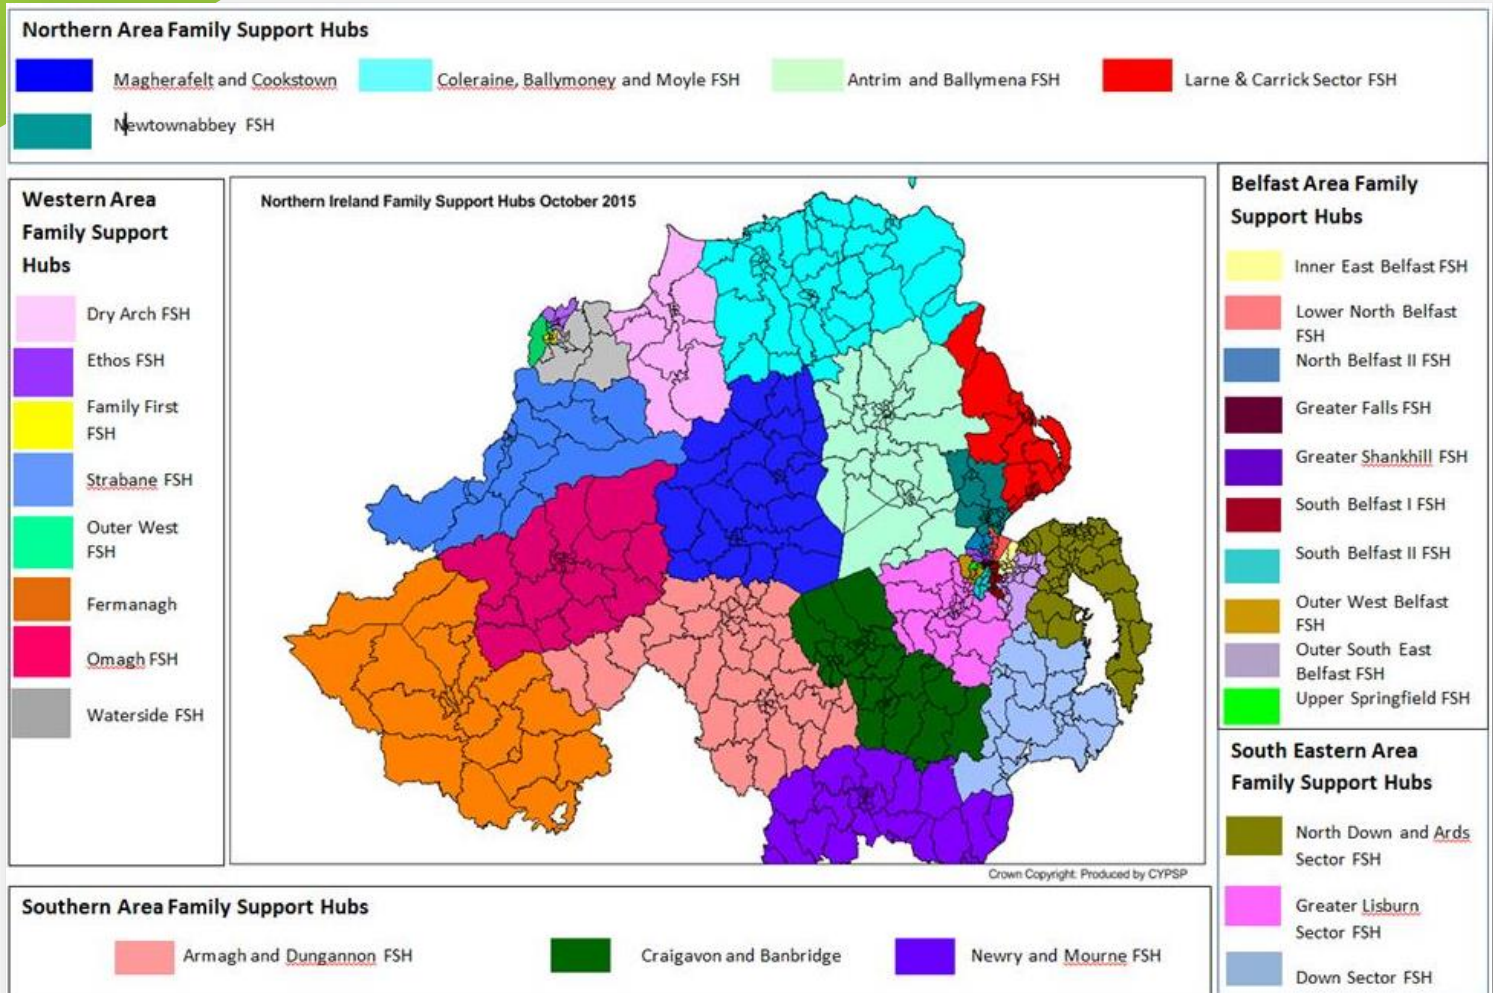 Northern Area Family Support Hubs
Magherafelt and Cookstown
Coleraine, Ballymoney and Moyle FSH
Antrim and Ballymena FSH
Larne & Carrick Sector FSH
Newtownabbey FSH
Western Area
Family Support
Hubs
Dry Arch FSH
Ethos FSH
Family First
FSH
Strabane FSH
Outer West
FSH
Fermanagh
Omagh FSH
Waterside FSH
Northern Ireland Family Support Hubs October 2015
Crown Copyright: Produced by CYPSP
Belfast Area Family
Support Hubs
Inner East Belfast FSH
Lower North Belfast
FSH
North Belfast II FSH
Greater Falls FSH
Greater Shankhill FSH
South Belfast I FSH
South Belfast II FSH
Outer West Belfast
FSH
Outer South East
Belfast FSH
Upper Springfield FSH
South Eastern Area
Family Support Hubs
North Down and Ards
Sector FSH
Greater Lisburn
Sector FSH
Down Sector FSH
Southern Area Family Support Hubs
Armagh and Dungannon FSH
Craigavon and Banbridge
Newry and Mourne FSH